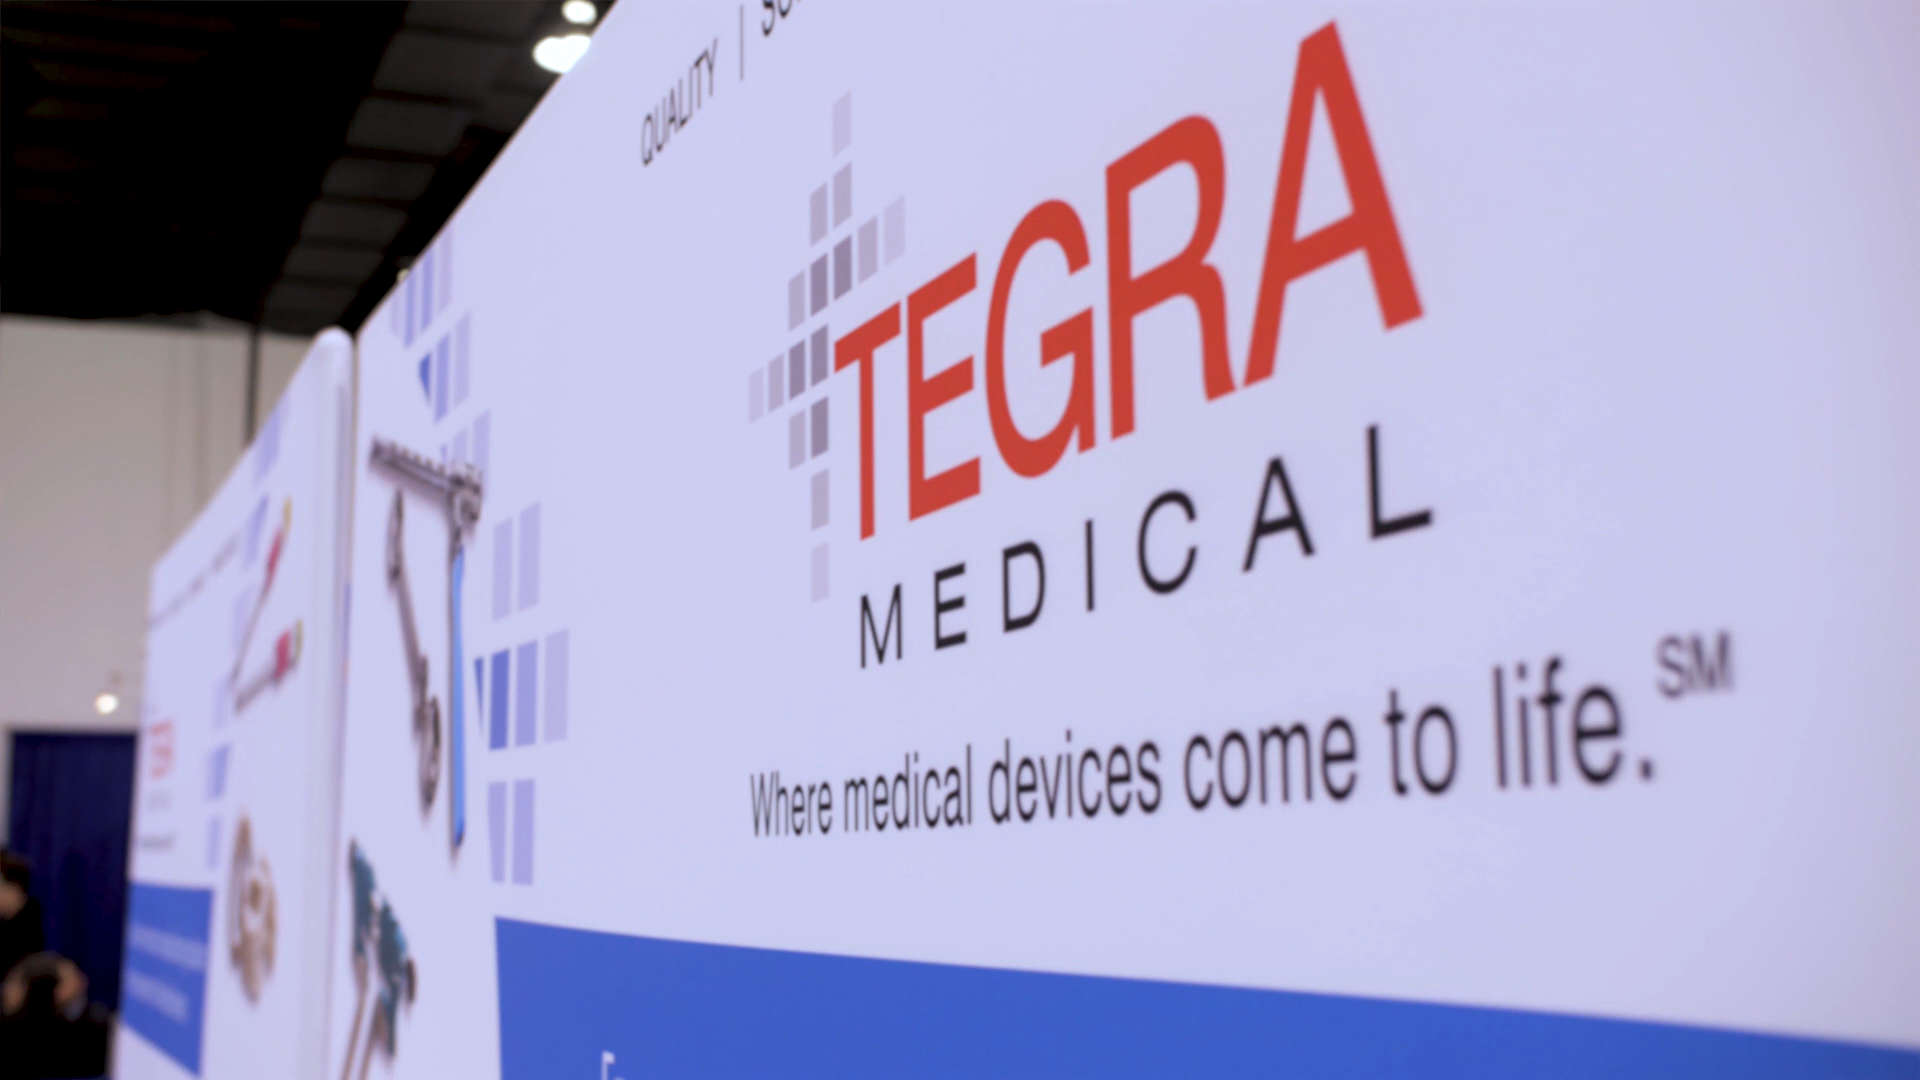 QUALITY |
TEGRA
MEDICAL
Where medical devices come to life.℠